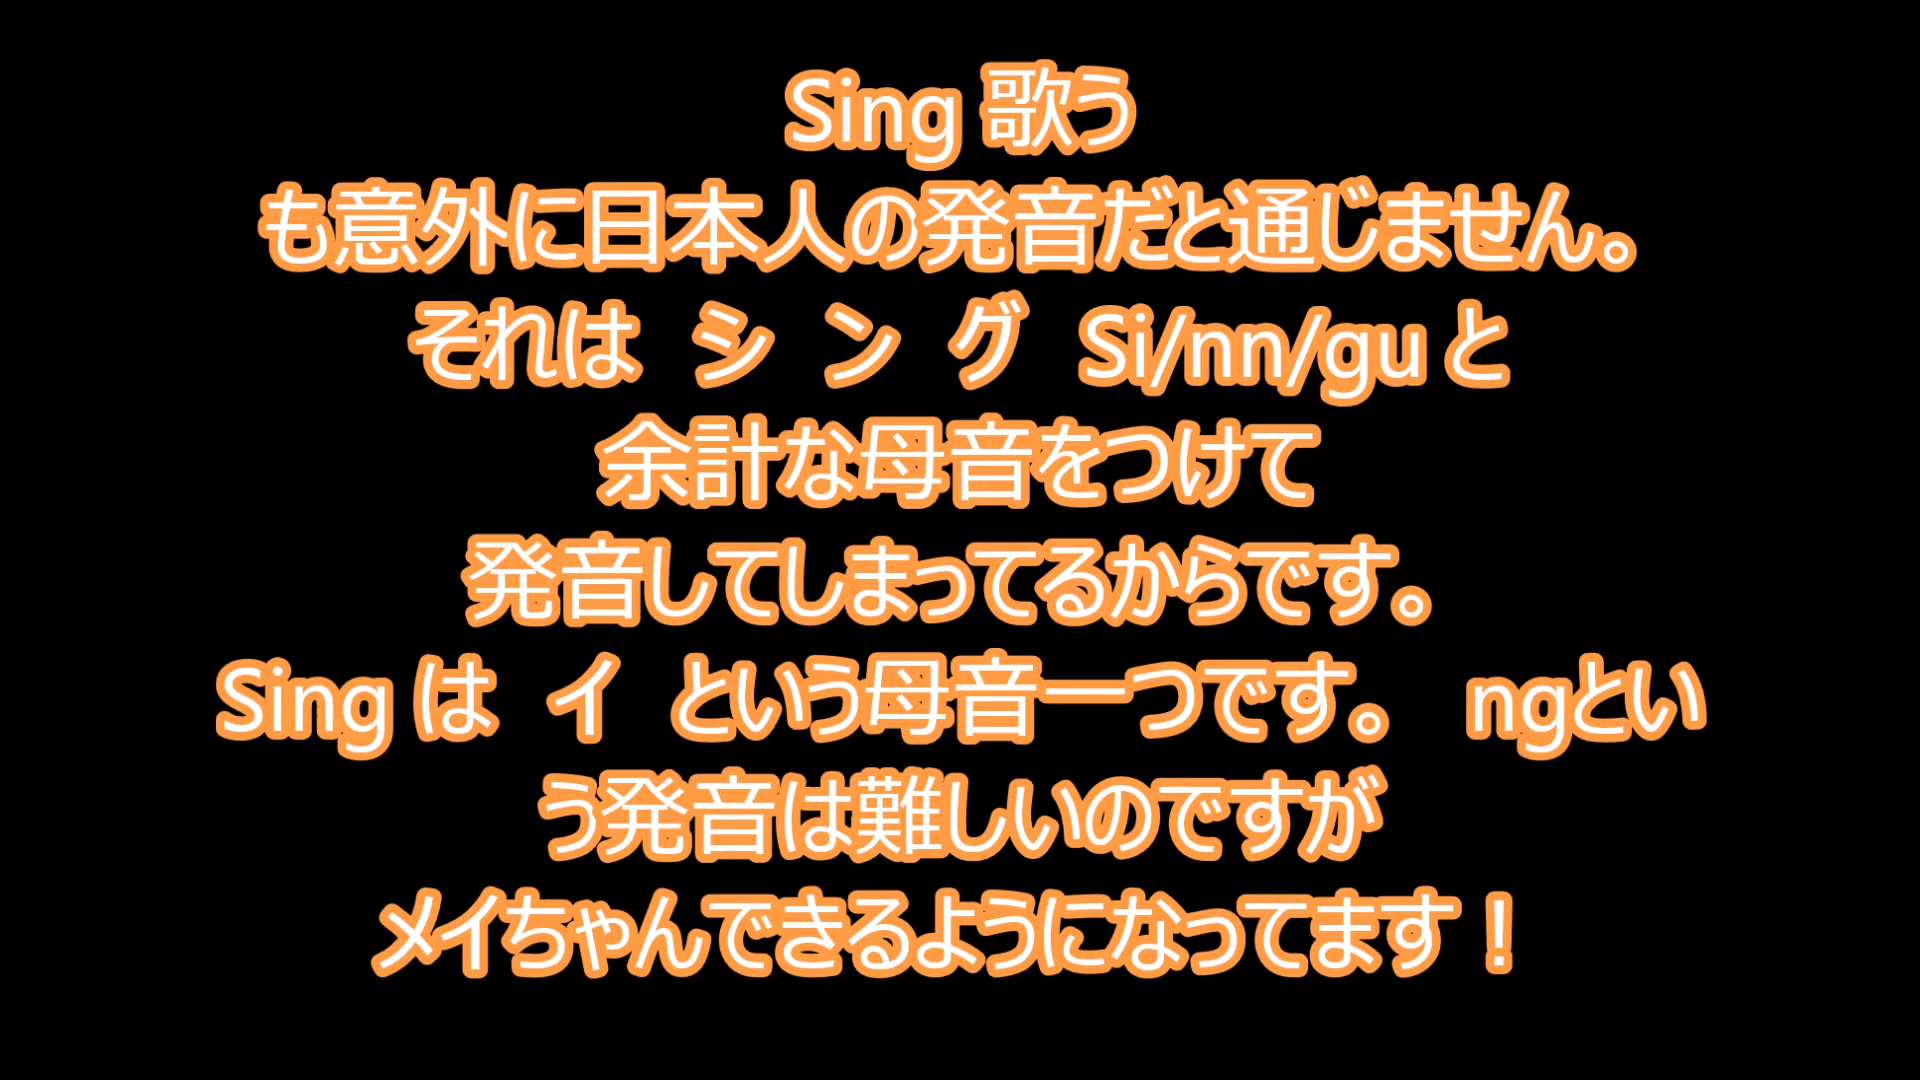 Sing 歌う
も意外に日本人の発音だと通じません。
それは シ ン グ Si/nn/gu と
余計な母音をつけて
発音してしまってるからです。
Sing は イ という母音一つです。 ngとい
う発音は難しいのですが
メイちゃんできるようになってます！